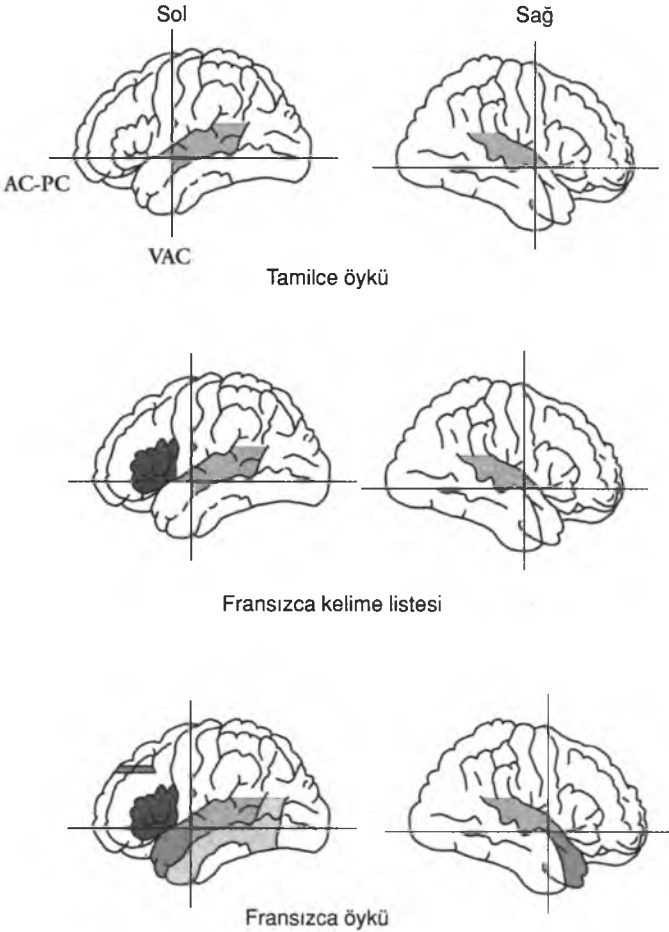 Sol
Sağ
AC-PC
VAC
Tamilce öykü
Fransızca kelime listesi
Fransızca öykü